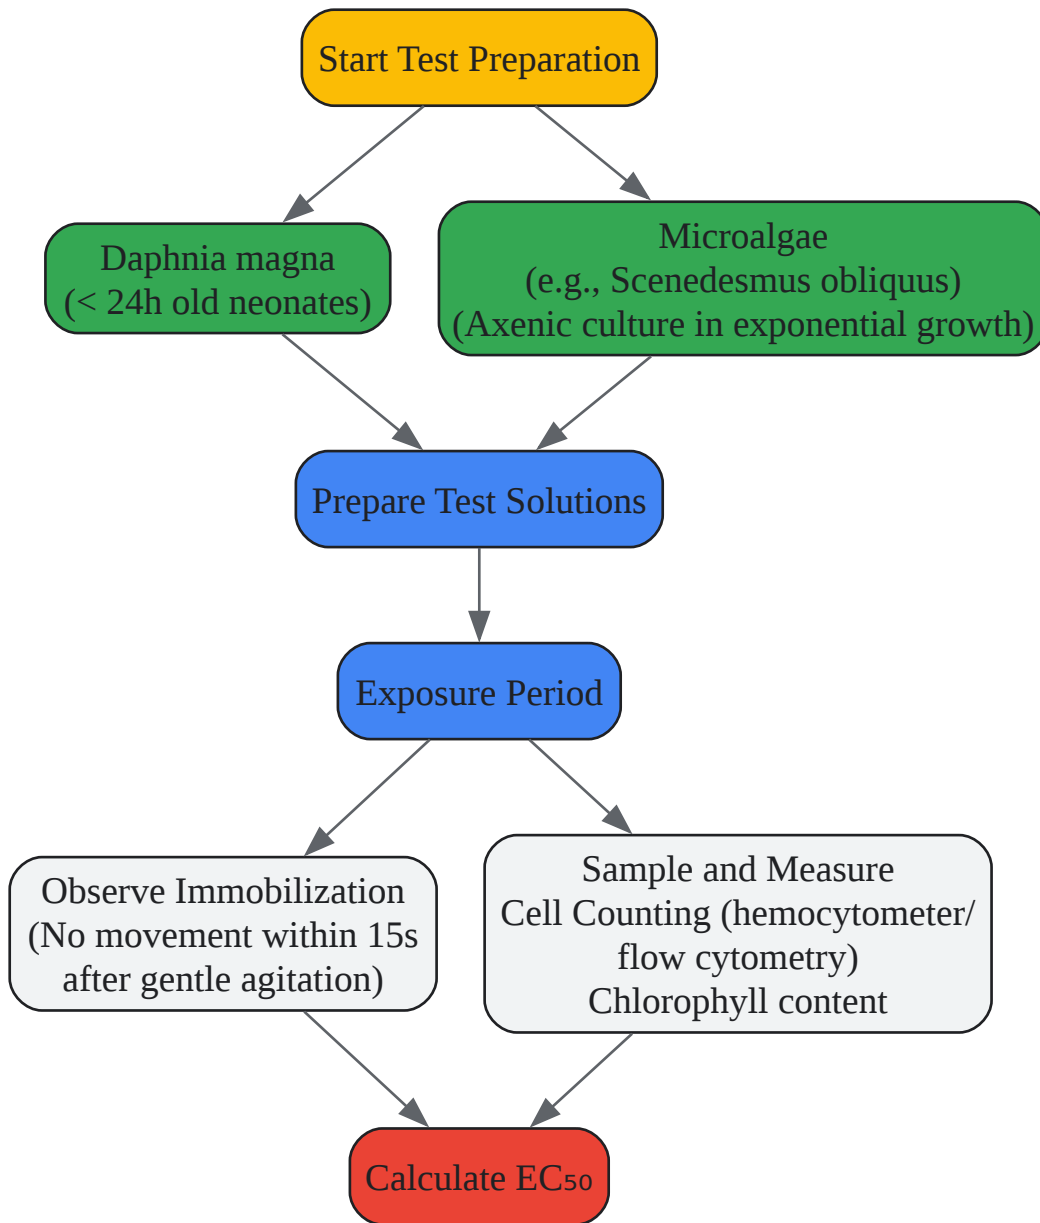 Start Test Preparation
Daphnia magna
(< 24h old neonates)
Microalgae
(e.g., Scenedesmus obliquus)
(Axenic culture in exponential growth)
Prepare Test Solutions
Exposure Period
Observe Immobilization
(No movement within 15s
after gentle agitation)
Sample and Measure
Cell Counting (hemocytometer/
flow cytometry)
Chlorophyll content
Calculate EC₅₀